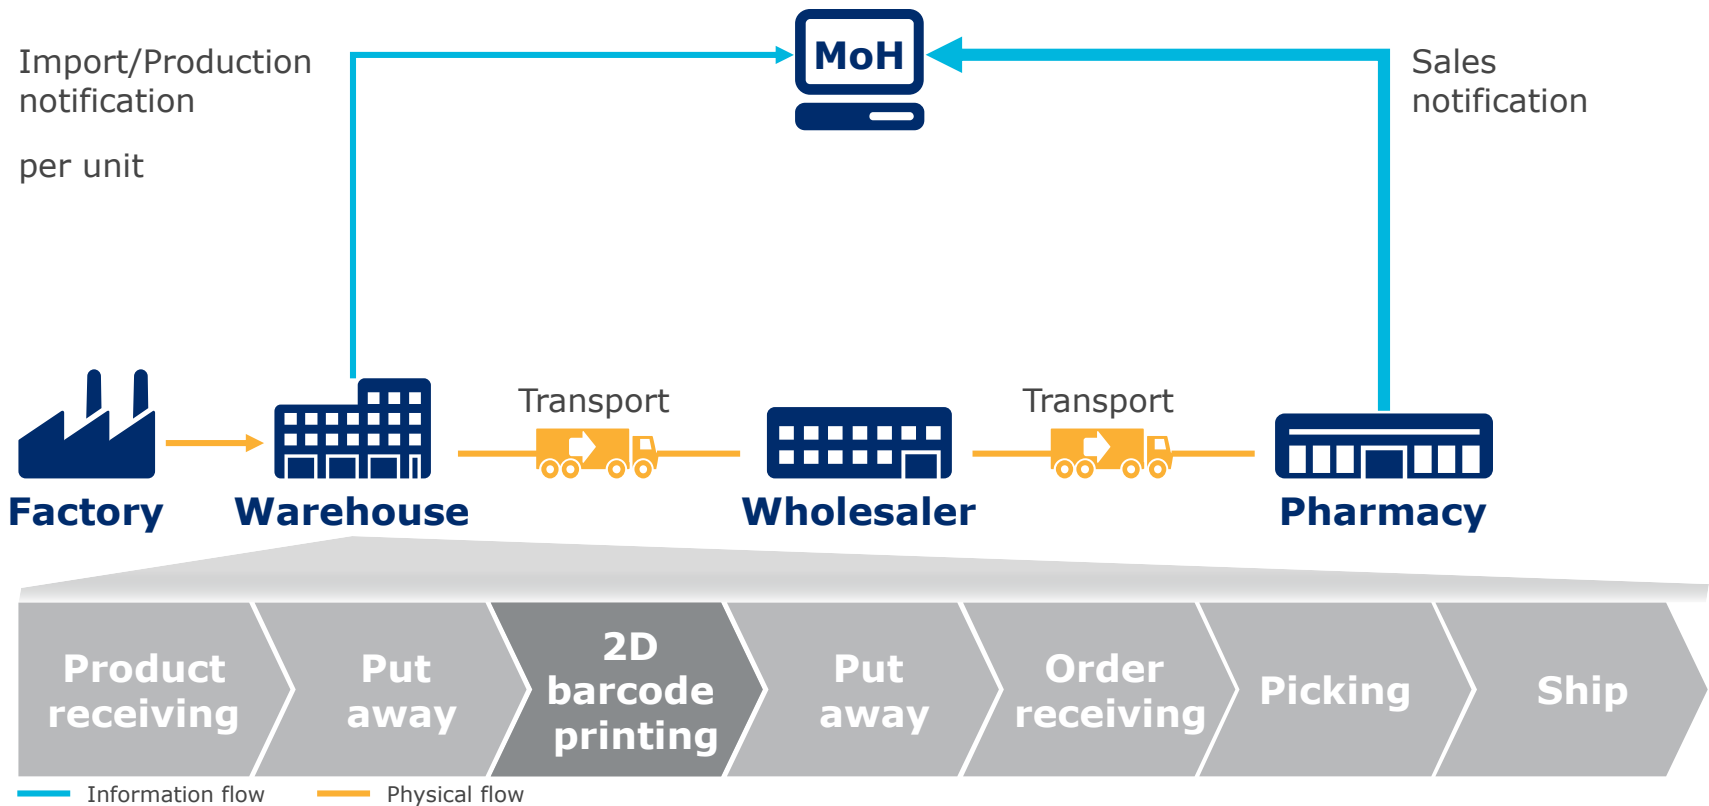 Import/Production
notification
per unit
MoH
Sales
notification
Transport
Transport
Factory
Warehouse
Wholesaler
Pharmacy
Product
receiving
Put
away
2D
barcode
printing
Put
away
Order
receiving
Picking
Ship
Information flow
Physical flow